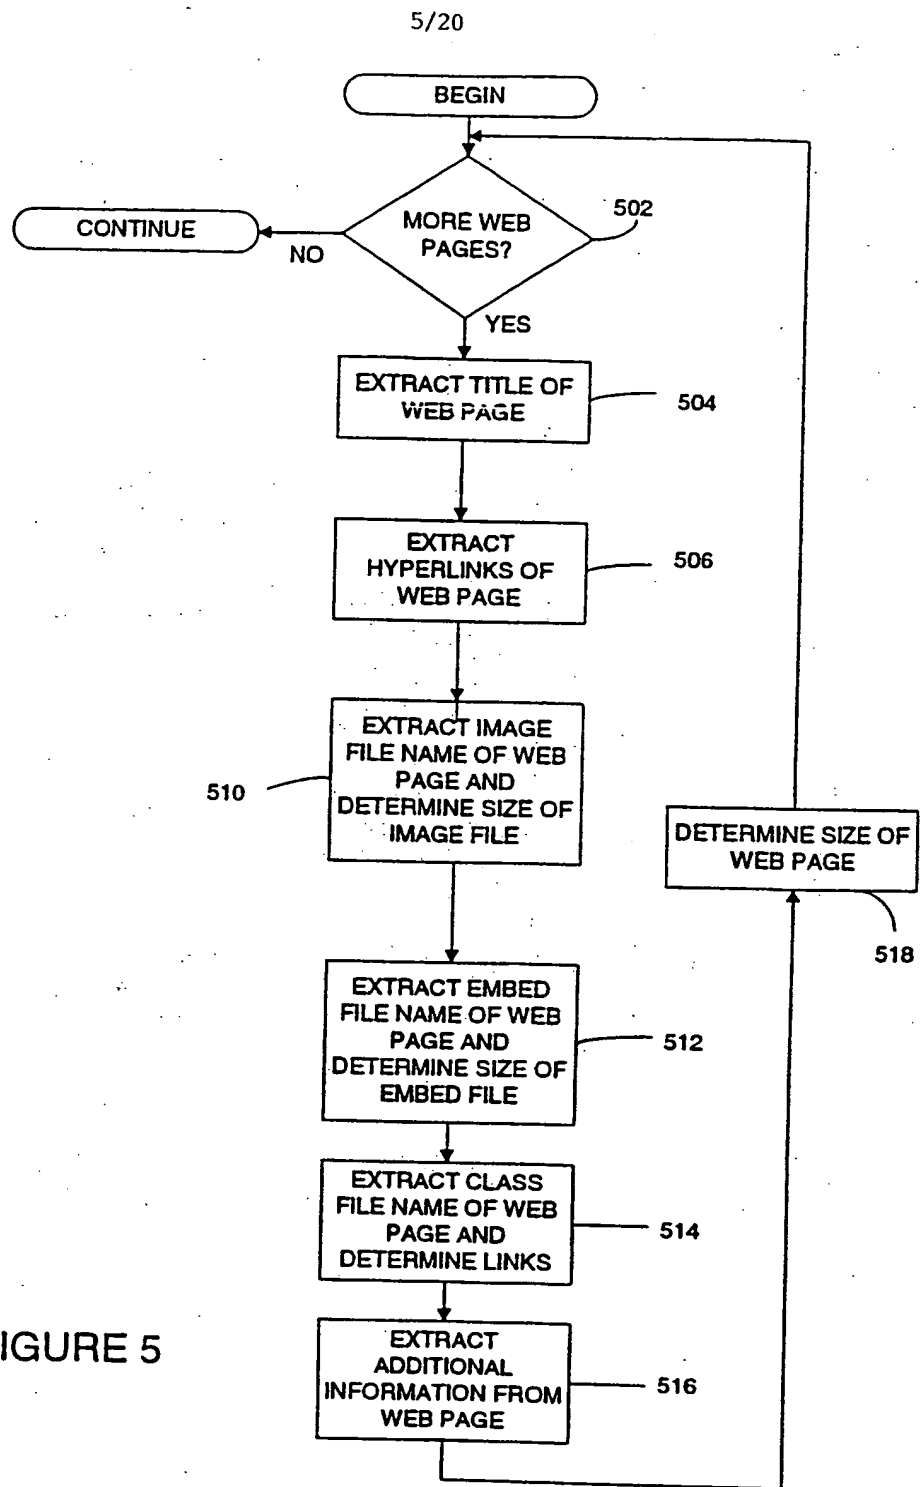 5/20
BEGIN
MORE WEB
PAGES?
502
CONTINUE
NO
YES
EXTRACT TITLE OF
WEB PAGE
504
EXTRACT
HYPERLINKS OF
WEB PAGE
506
EXTRACT IMAGE
FILE NAME OF WEB
PAGE AND
DETERMINE SIZE OF
IMAGE FILE
510
DETERMINE SIZE OF
WEB PAGE
518
EXTRACT EMBED
FILE NAME OF WEB
PAGE AND
DETERMINE SIZE OF
EMBED FILE
512
EXTRACT CLASS
FILE NAME OF WEB
PAGE AND
DETERMINE LINKS
514
EXTRACT
ADDITIONAL
INFORMATION FROM
WEB PAGE
516
IGURE 5